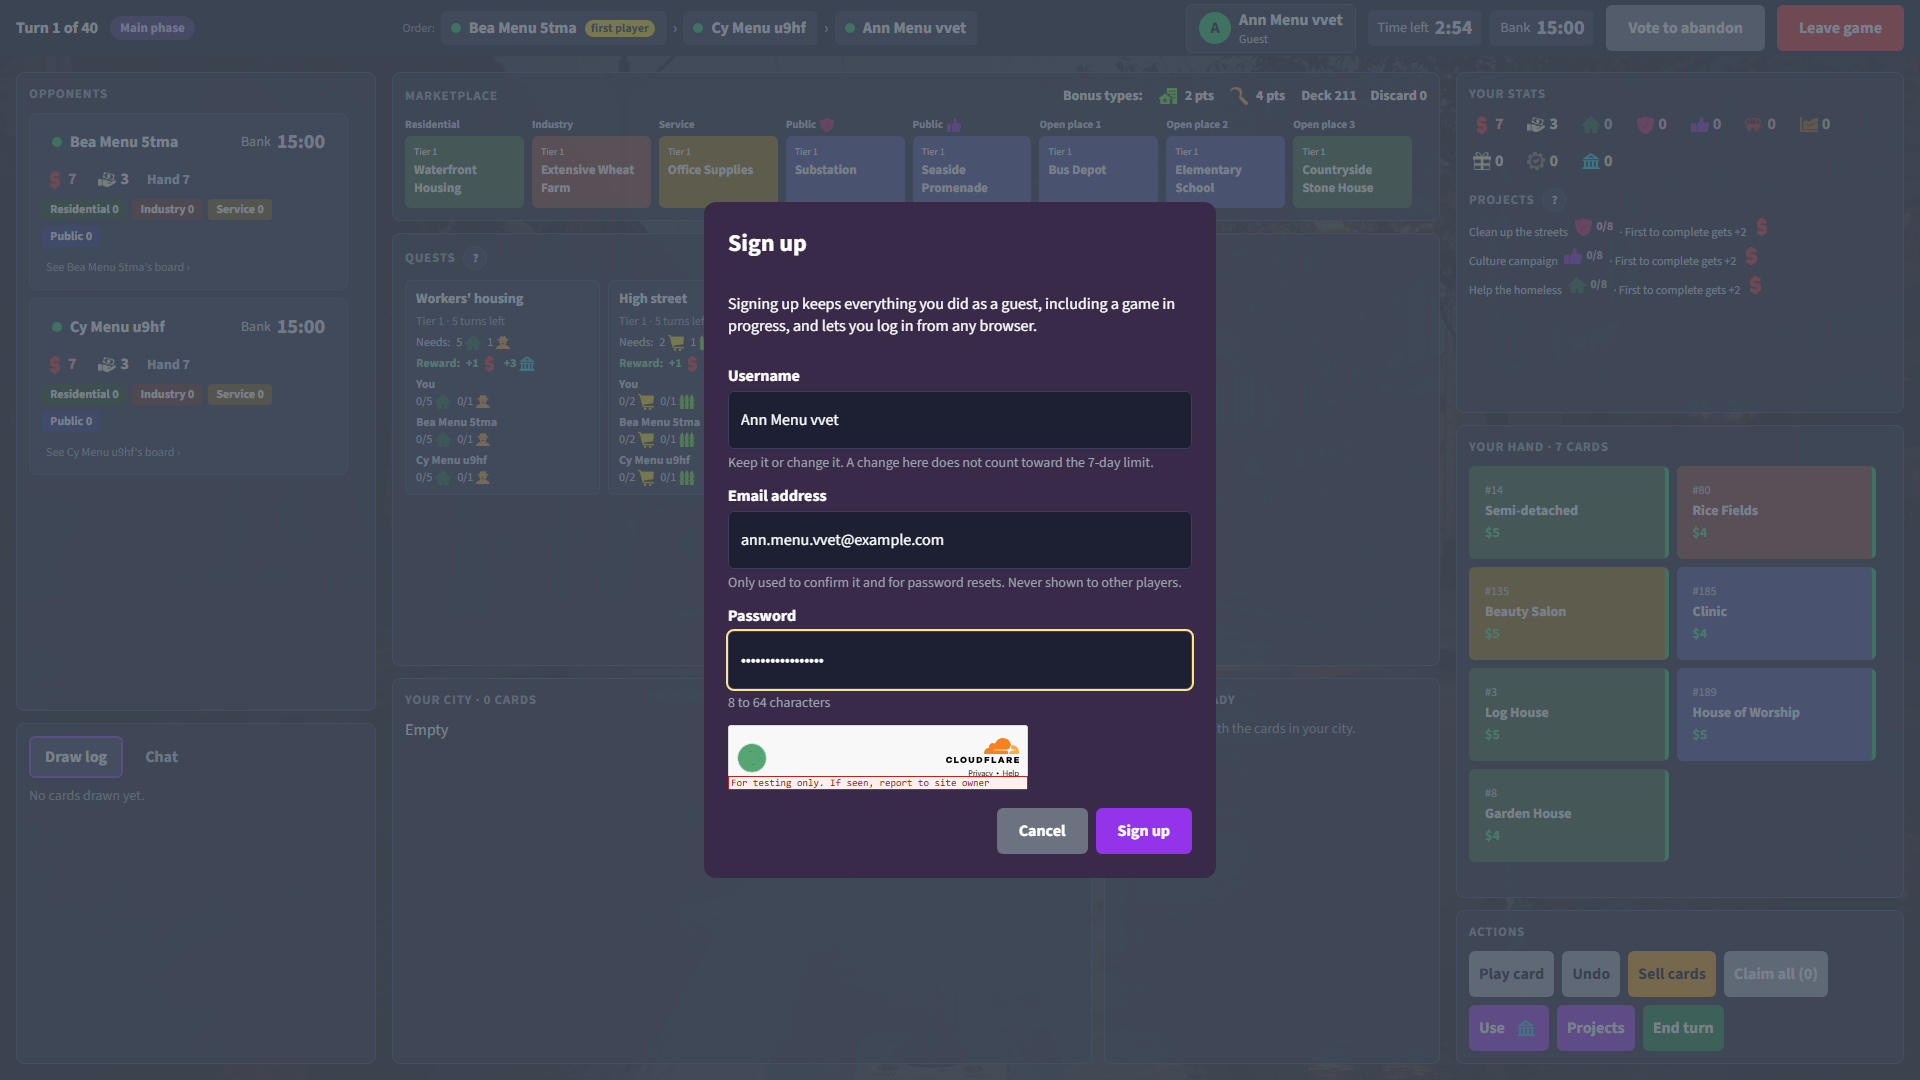 Turn 1 of 40 Main phase
Order: Bea Menu 5tma first player › Cy Menu u9hf › Ann Menu vvet
A Ann Menu vvet
Guest
Time left 2:54
Bank 15:00
Vote to abandon
Leave game
OPPONENTS
Bea Menu 5tma Bank 15:00
7 3 Hand 7
Residential 0 Industry 0 Service 0
Public 0
See Bea Menu 5tma's board ›
Cy Menu u9hf Bank 15:00
7 3 Hand 7
Residential 0 Industry 0 Service 0
Public 0
See Cy Menu u9hf's board ›
Draw log Chat
No cards drawn yet.
MARKETPLACE
Bonus types: 2 pts 4 pts Deck 211 Discard 0
Residential
Tier 1
Waterfront
Housing
Industry
Tier 1
Extensive Wheat
Farm
Service
Tier 1
Office Supplies
Public
Tier 1
Substation
Public
Tier 1
Seaside
Promenade
Open place 1
Tier 1
Bus Depot
Open place 2
Tier 1
Elementary
School
Open place 3
Tier 1
Countryside
Stone House
QUESTS ?
Workers' housing
Tier 1 · 5 turns left
Needs: 5 1
Reward: +1 +3
You
0/5 0/1
Bea Menu 5tma
0/5 0/1
Cy Menu u9hf
0/5 0/1
High street
Tier 1 · 5 turns lef
Needs: 2 1
Reward: +1
You
0/2 0/1
Bea Menu 5tma
0/2 0/1
Cy Menu u9hf
0/2 0/1
YOUR CITY · 0 CARDS
Empty
th the cards in your city.
Sign up
Signing up keeps everything you did as a guest, including a game in
progress, and lets you log in from any browser.
Username
Ann Menu vvet
Keep it or change it. A change here does not count toward the 7-day limit.
Email address
ann.menu.vvet@example.com
Only used to confirm it and for password resets. Never shown to other players.
Password
•••••••••••••••••
8 to 64 characters
CLOUDFLARE
Privacy • Help
For testing only. If seen, report to site owner
Cancel
Sign up
YOUR STATS
7 3 0 0 0 0 0
0 0 0
PROJECTS ?
Clean up the streets 0/8 · First to complete gets +2
Culture campaign 0/8 · First to complete gets +2
Help the homeless 0/8 · First to complete gets +2
YOUR HAND · 7 CARDS
#14
Semi-detached
$5
#80
Rice Fields
$4
#135
Beauty Salon
$5
#185
Clinic
$4
#3
Log House
$5
#189
House of Worship
$5
#8
Garden House
$4
ACTIONS
Play card Undo Sell cards Claim all (0)
Use Projects End turn